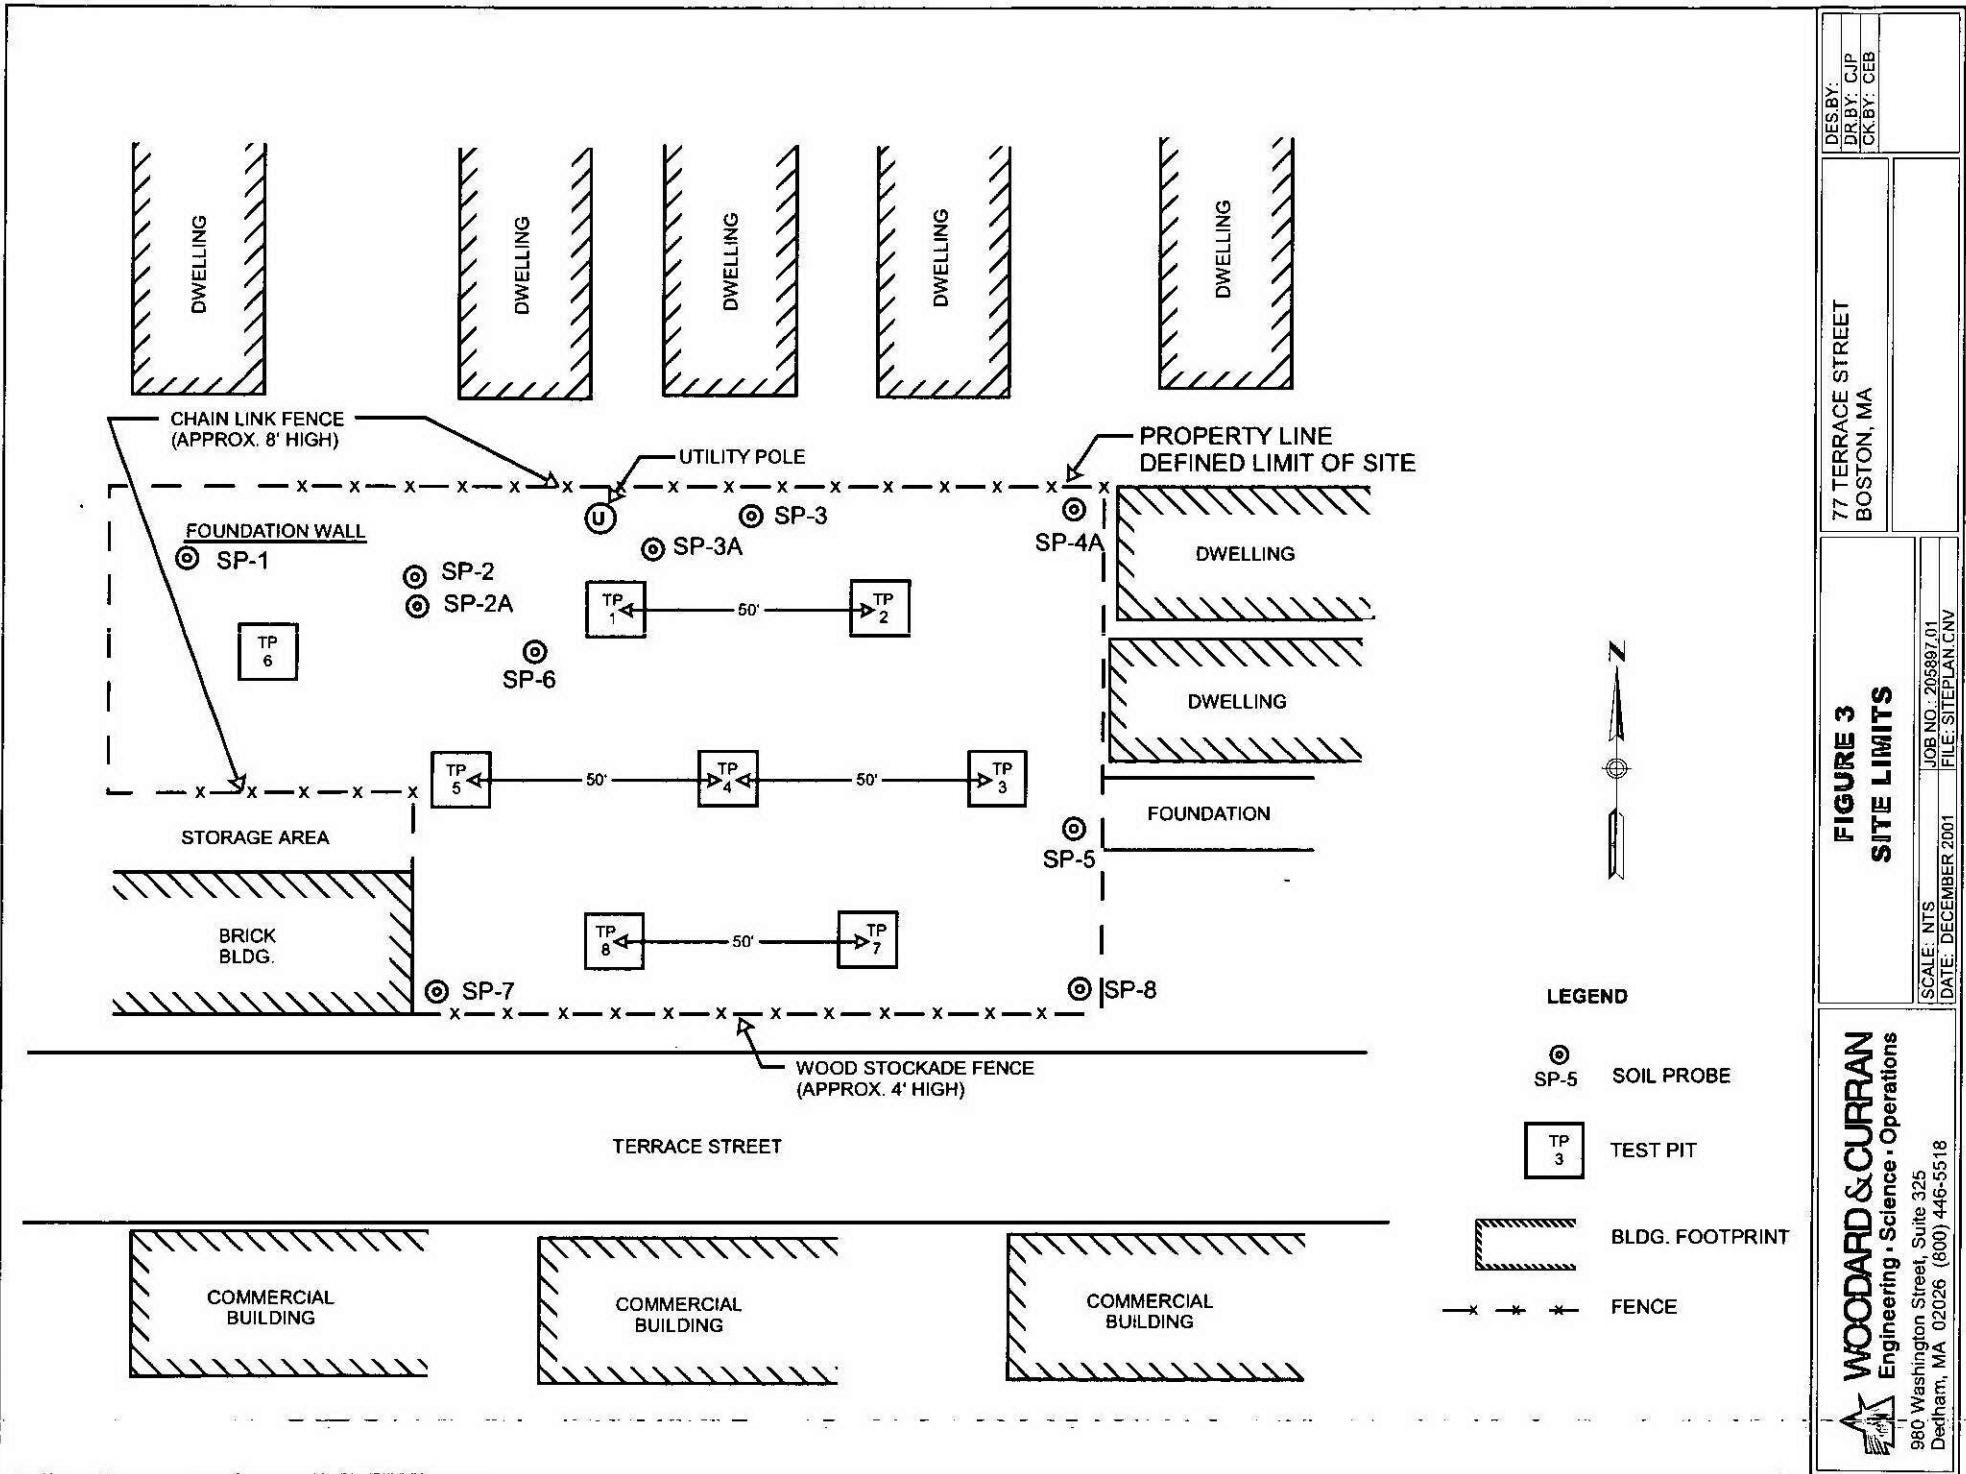 DWELLING
DWELLING
DWELLING
DWELLING
DWELLING
CHAIN LINK FENCE
(APPROX. 8' HIGH)
UTILITY POLE
PROPERTY LINE
DEFINED LIMIT OF SITE
x x x x x x x x x x x x x x x x
FOUNDATION WALL
U
SP-3
SP-4A
SP-3A
SP-1
SP-2
SP-2A
DWELLING
TP
1
50'
TP
2
TP
6
SP-6
DWELLING
TP
5
50'
TP
4
50'
TP
3
x x x x x
STORAGE AREA
FOUNDATION
SP-5
BRICK
BLDG.
TP
8
50'
TP
7
SP-7
SP-8
x x x x x x x x x x x x
WOOD STOCKADE FENCE
(APPROX. 4' HIGH)
TERRACE STREET
COMMERCIAL
BUILDING
COMMERCIAL
BUILDING
COMMERCIAL
BUILDING
N
LEGEND
SP-5
SOIL PROBE
TP
3
TEST PIT
BLDG. FOOTPRINT
x x x
FENCE
DES.BY:
DR.BY: CJP
CK.BY: CEB
77 TERRACE STREET
BOSTON, MA
FIGURE 3
SITE LIMITS
SCALE: NTS
JOB NO.: 205897.01
DATE: DECEMBER 2001
FILE: SITEPLAN.CNV
WOODARD & CURRAN
Engineering · Science · Operations
980 Washington Street, Suite 325
Dedham, MA 02026 (800) 446-5518